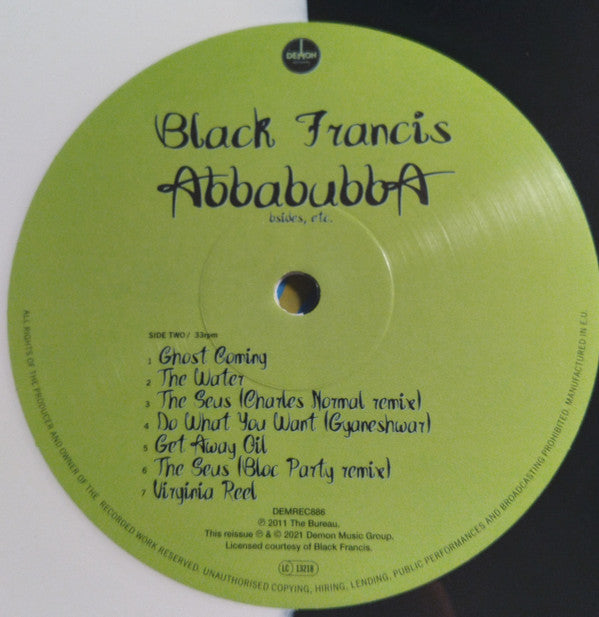 DEMON
Black Francis
AbbabubbA
bsides, etc.
SIDE TWO / 33rpm
1 Ghost Coming
2 The Water
3 The Seus (Charles Normal remix)
4 Do What You Want (Gyaneshwar)
5 Get Away Oil
6 The Seus (Bloc Party remix)
7 Virginia Reel
DEMREC886
℗ 2011 The Bureau.
This reissue ℗ & © 2021 Demon Music Group.
Licensed courtesy of Black Francis.
LC 13218
ALL RIGHTS OF THE PRODUCER AND OWNER OF THE RECORDED WORK RESERVED. UNAUTHORISED COPYING, HIRING, LENDING, PUBLIC PERFORMANCES AND BROADCASTING PROHIBITED. MANUFACTURED IN E.U.